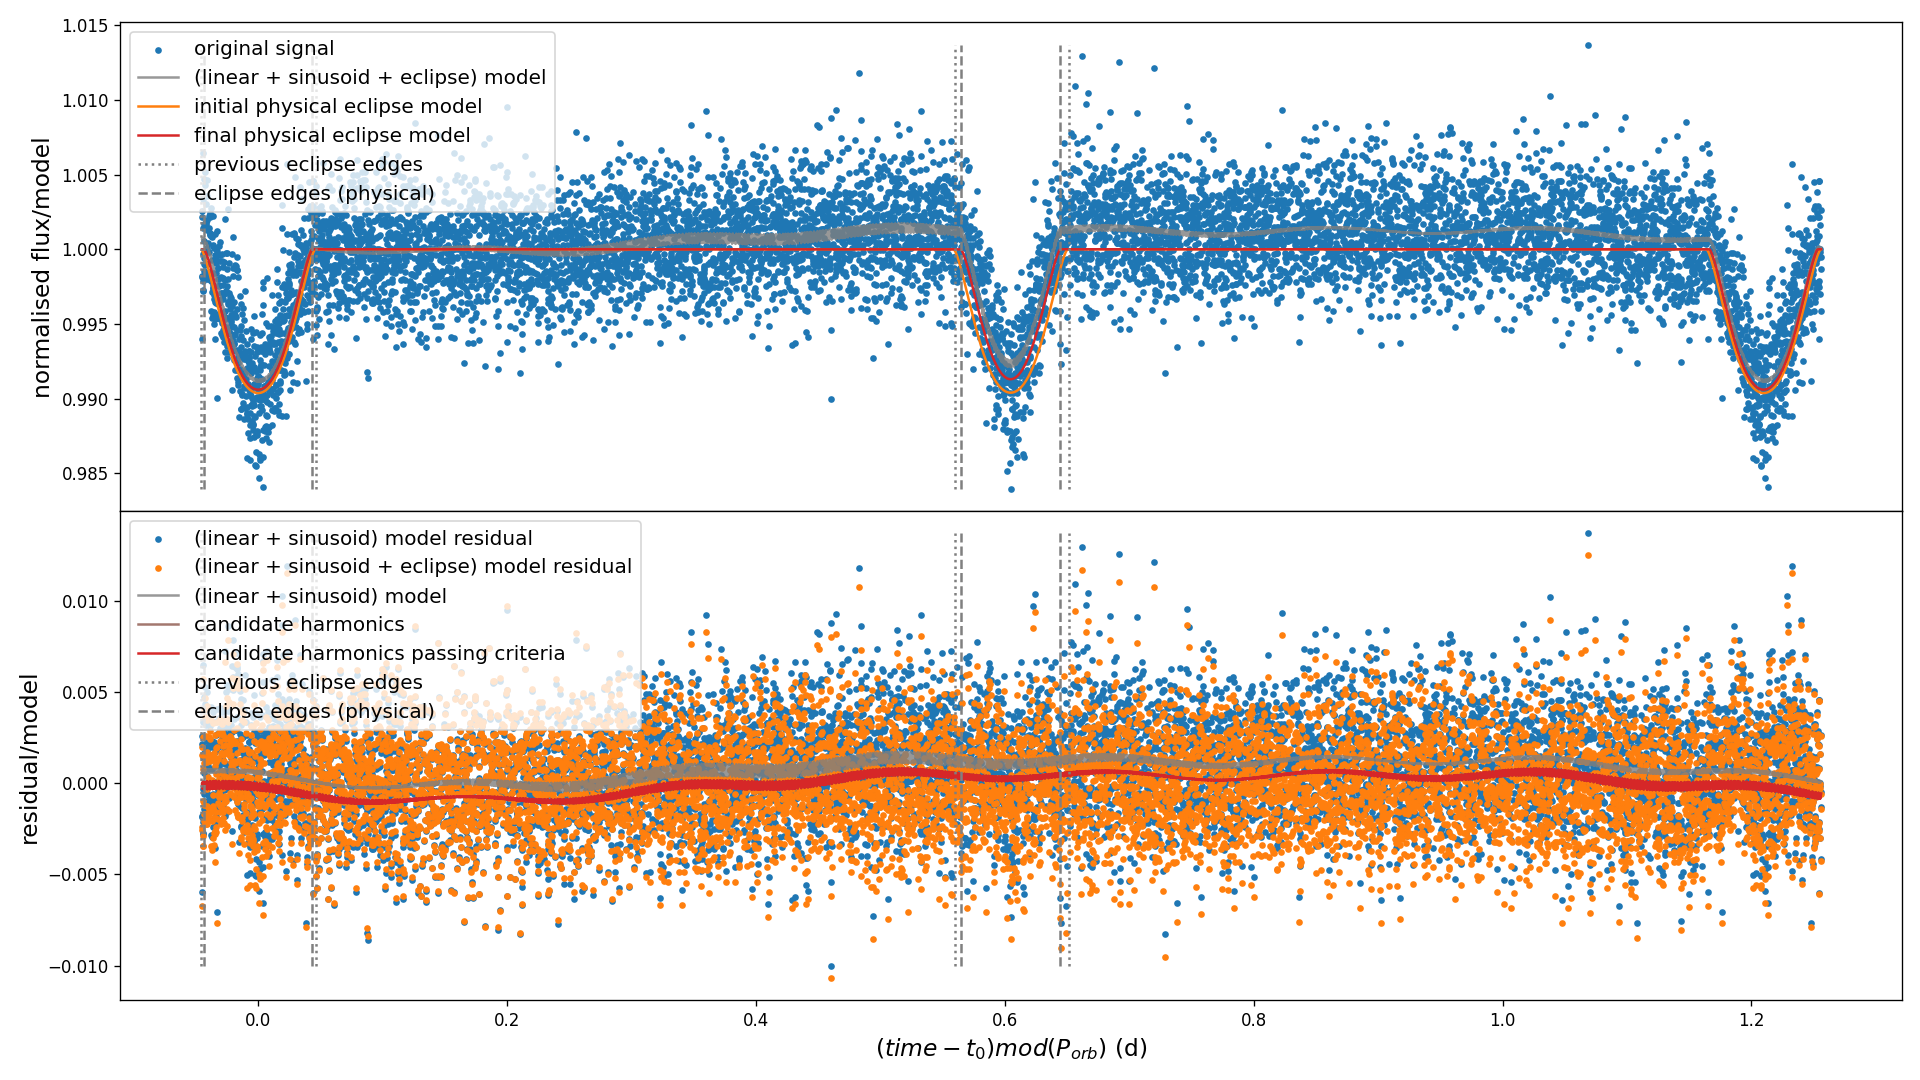 1.015
1.010
1.005
1.000
0.995
0.990
0.985
normalised flux/model
original signal
(linear + sinusoid + eclipse) model
initial physical eclipse model
final physical eclipse model
previous eclipse edges
eclipse edges (physical)
0.010
0.005
0.000
−0.005
−0.010
residual/model
(linear + sinusoid) model residual
(linear + sinusoid + eclipse) model residual
(linear + sinusoid) model
candidate harmonics
candidate harmonics passing criteria
previous eclipse edges
eclipse edges (physical)
0.0 0.2 0.4 0.6 0.8 1.0 1.2
(time − t₀)mod(Pₒᵣb) (d)